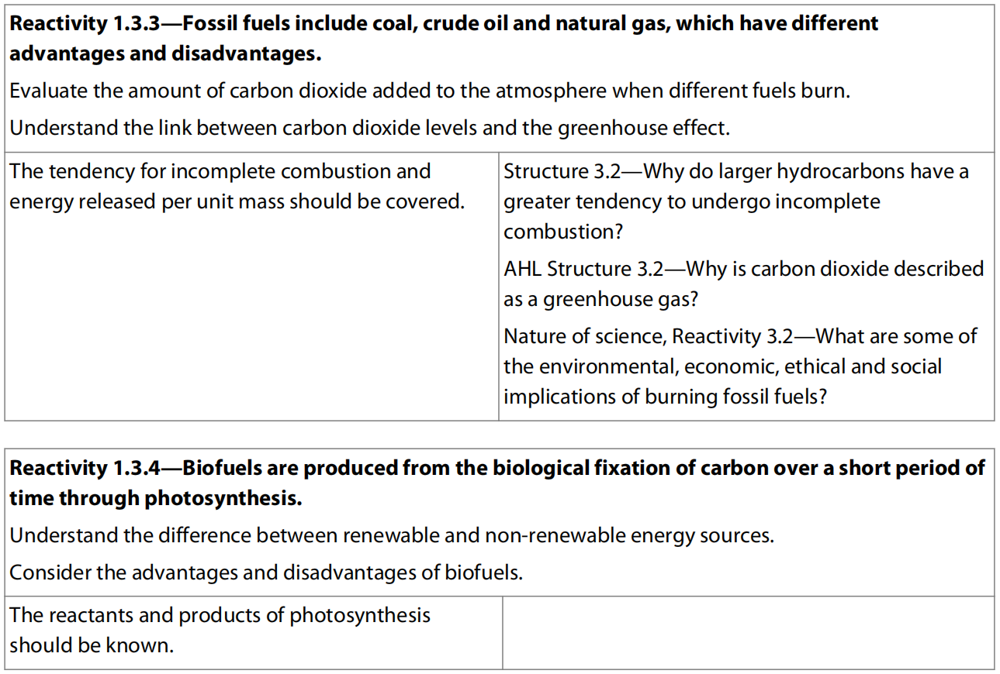 Reactivity 1.3.3—Fossil fuels include coal, crude oil and natural gas, which have different
advantages and disadvantages.
Evaluate the amount of carbon dioxide added to the atmosphere when different fuels burn.
Understand the link between carbon dioxide levels and the greenhouse effect.
The tendency for incomplete combustion and
energy released per unit mass should be covered.
Structure 3.2—Why do larger hydrocarbons have a
greater tendency to undergo incomplete
combustion?
AHL Structure 3.2—Why is carbon dioxide described
as a greenhouse gas?
Nature of science, Reactivity 3.2—What are some of
the environmental, economic, ethical and social
implications of burning fossil fuels?
Reactivity 1.3.4—Biofuels are produced from the biological fixation of carbon over a short period of
time through photosynthesis.
Understand the difference between renewable and non-renewable energy sources.
Consider the advantages and disadvantages of biofuels.
The reactants and products of photosynthesis
should be known.